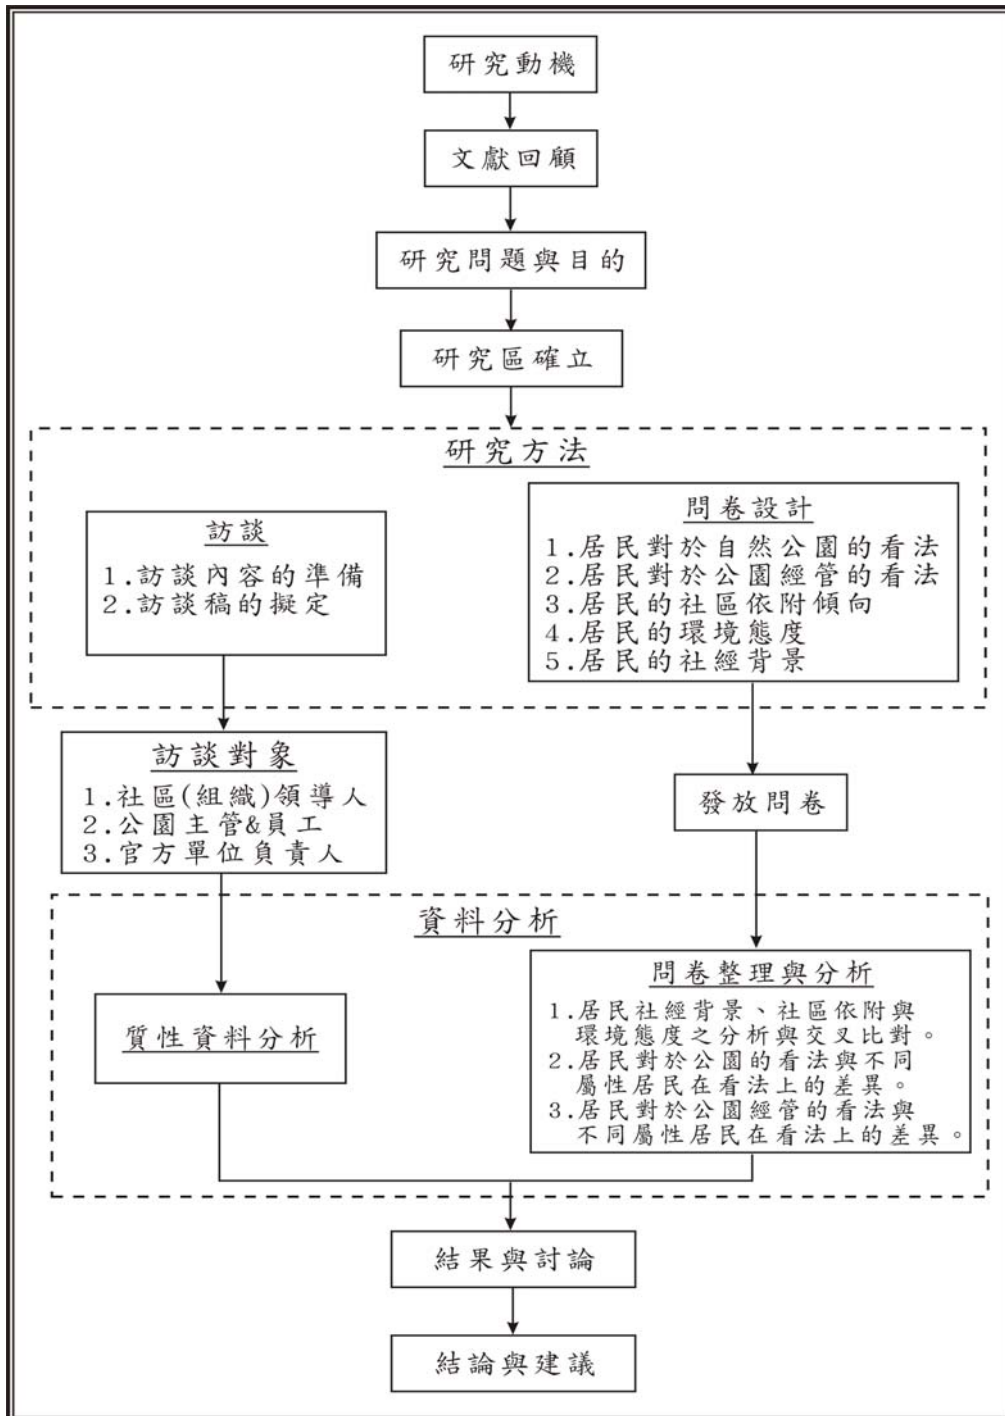 研究動機
文獻回顧
研究問題與目的
研究區確立
研究方法
訪談
1.訪談內容的準備
2.訪談稿的擬定
問卷設計
1.居民對於自然公園的看法
2.居民對於公園經管的看法
3.居民的社區依附傾向
4.居民的環境態度
5.居民的社經背景
訪談對象
1.社區(組織)領導人
2.公園主管&員工
3.官方單位負責人
發放問卷
資料分析
質性資料分析
問卷整理與分析
1.居民社經背景、社區依附與
環境態度之分析與交叉比對。
2.居民對於公園的看法與不同
屬性居民在看法上的差異。
3.居民對於公園經管的看法與
不同屬性居民在看法上的差異。
結果與討論
結論與建議